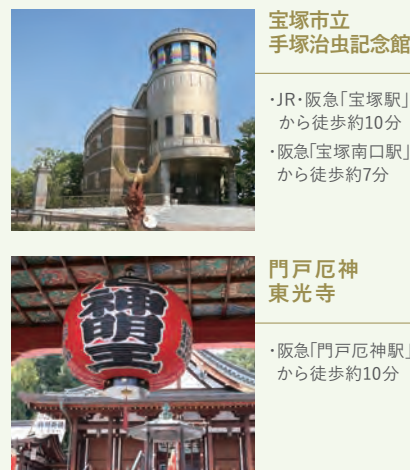 宝塚市立
手塚治虫記念館
・JR・阪急「宝塚駅」
から徒歩約10分
・阪急「宝塚南口駅」
から徒歩約7分
門戸厄神
東光寺
・阪急「門戸厄神駅」
から徒歩約10分
神明王